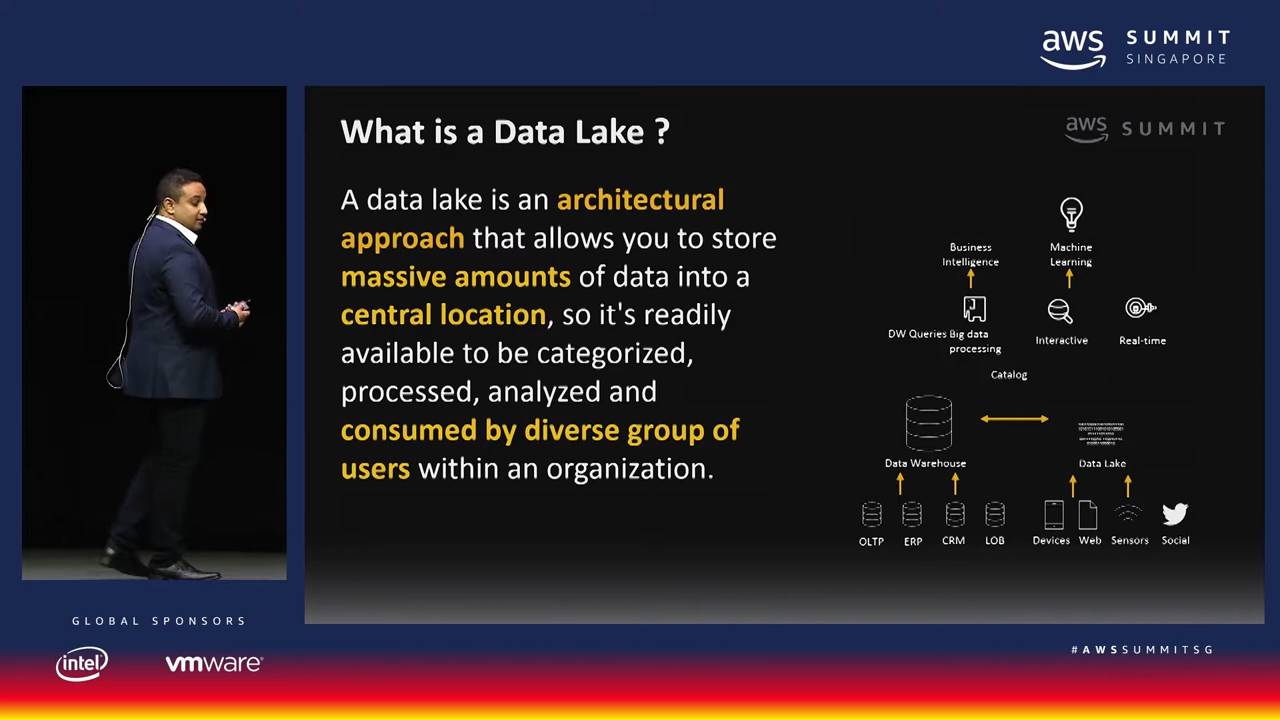 aws SUMMIT
SINGAPORE
What is a Data Lake ?
aws SUMMIT
A data lake is an architectural
approach that allows you to store
massive amounts of data into a
central location, so it's readily
available to be categorized,
processed, analyzed and
consumed by diverse group of
users within an organization.
Business
Intelligence
Machine
Learning
DW Queries Big data
processing
Interactive
Real-time
Catalog
Data Warehouse
Data Lake
OLTP
ERP
CRM
LOB
Devices
Web
Sensors
Social
GLOBAL SPONSORS
intel
vmware
#AWSSUMMITSG